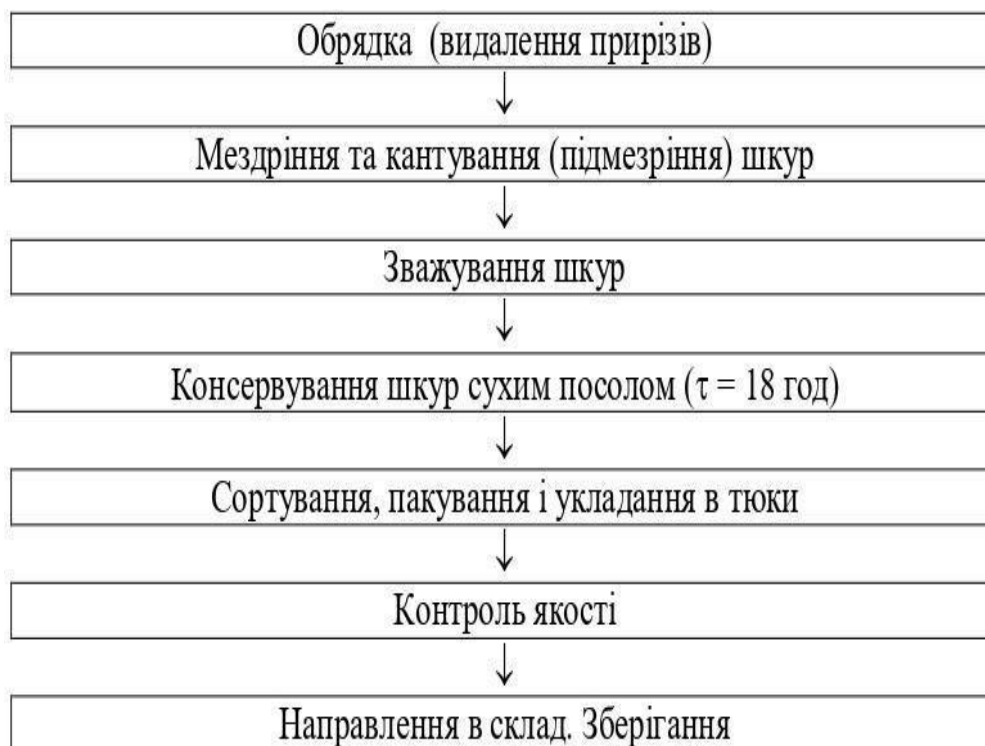 Обрядка (видалення прирізів)
Мездріння та кантування (підмезріння) шкур
Зважування шкур
Консервування шкур сухим посолом (τ = 18 год)
Сортування, пакування і укладання в тюки
Контроль якості
Направлення в склад. Зберігання